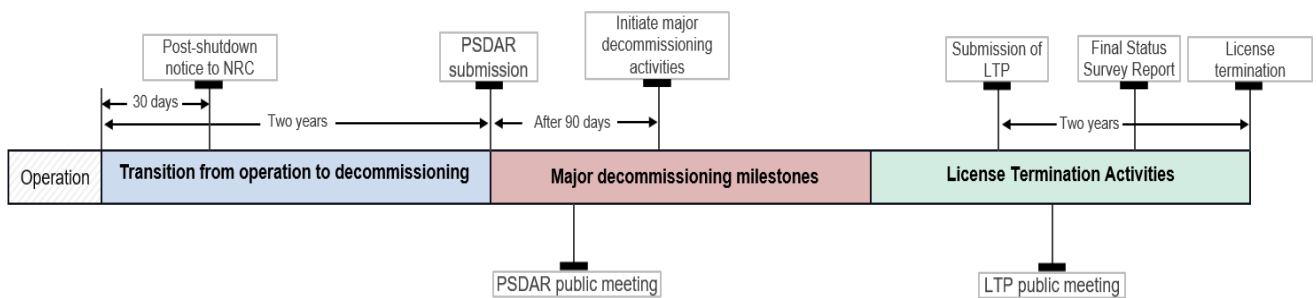 Post-shutdown
notice to NRC
PSDAR
submission
Initiate major
decommissioning
activities
Submission of
LTP
Final Status
Survey Report
License
termination
30 days
Two years
After 90 days
Two years
Operation
Transition from operation to decommissioning
Major decommissioning milestones
License Termination Activities
PSDAR public meeting
LTP public meeting